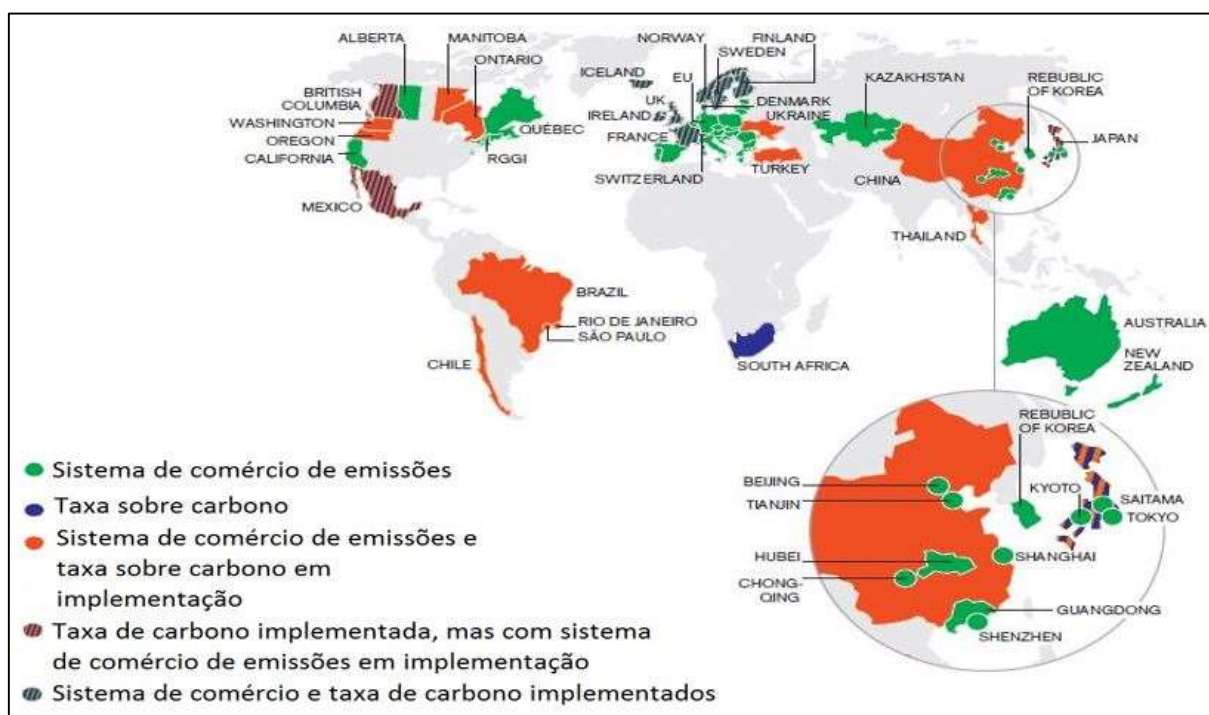 ALBERTA
MANITOBA
ONTARIO
NORWAY
SWEDEN
FINLAND
ICELAND
EU
KAZAKHSTAN
REPUBLIC
OF KOREA
BRITISH
COLUMBIA
UK
DENMARK
UKRAINE
WASHINGTON
IRELAND
OREGON
QUÉBEC
FRANCE
JAPAN
CALIFORNIA
RGGI
SWITZERLAND
TURKEY
CHINA
MEXICO
THAILAND
BRAZIL
RIO DE JANEIRO
SÃO PAULO
CHILE
SOUTH AFRICA
AUSTRALIA
NEW
ZEALAND
REBUBLIC
OF KOREA
BEIJING
TIANJIN
KYOTO
SAITAMA
TOKYO
HUBEI
SHANGHAI
CHONG-
QING
GUANGDONG
SHENZHEN
Sistema de comércio de emissões
Taxa sobre carbono
Sistema de comércio de emissões e
taxa sobre carbono em
implementação
Taxa de carbono implementada, mas com sistema
de comércio de emissões em implementação
Sistema de comércio e taxa de carbono implementados